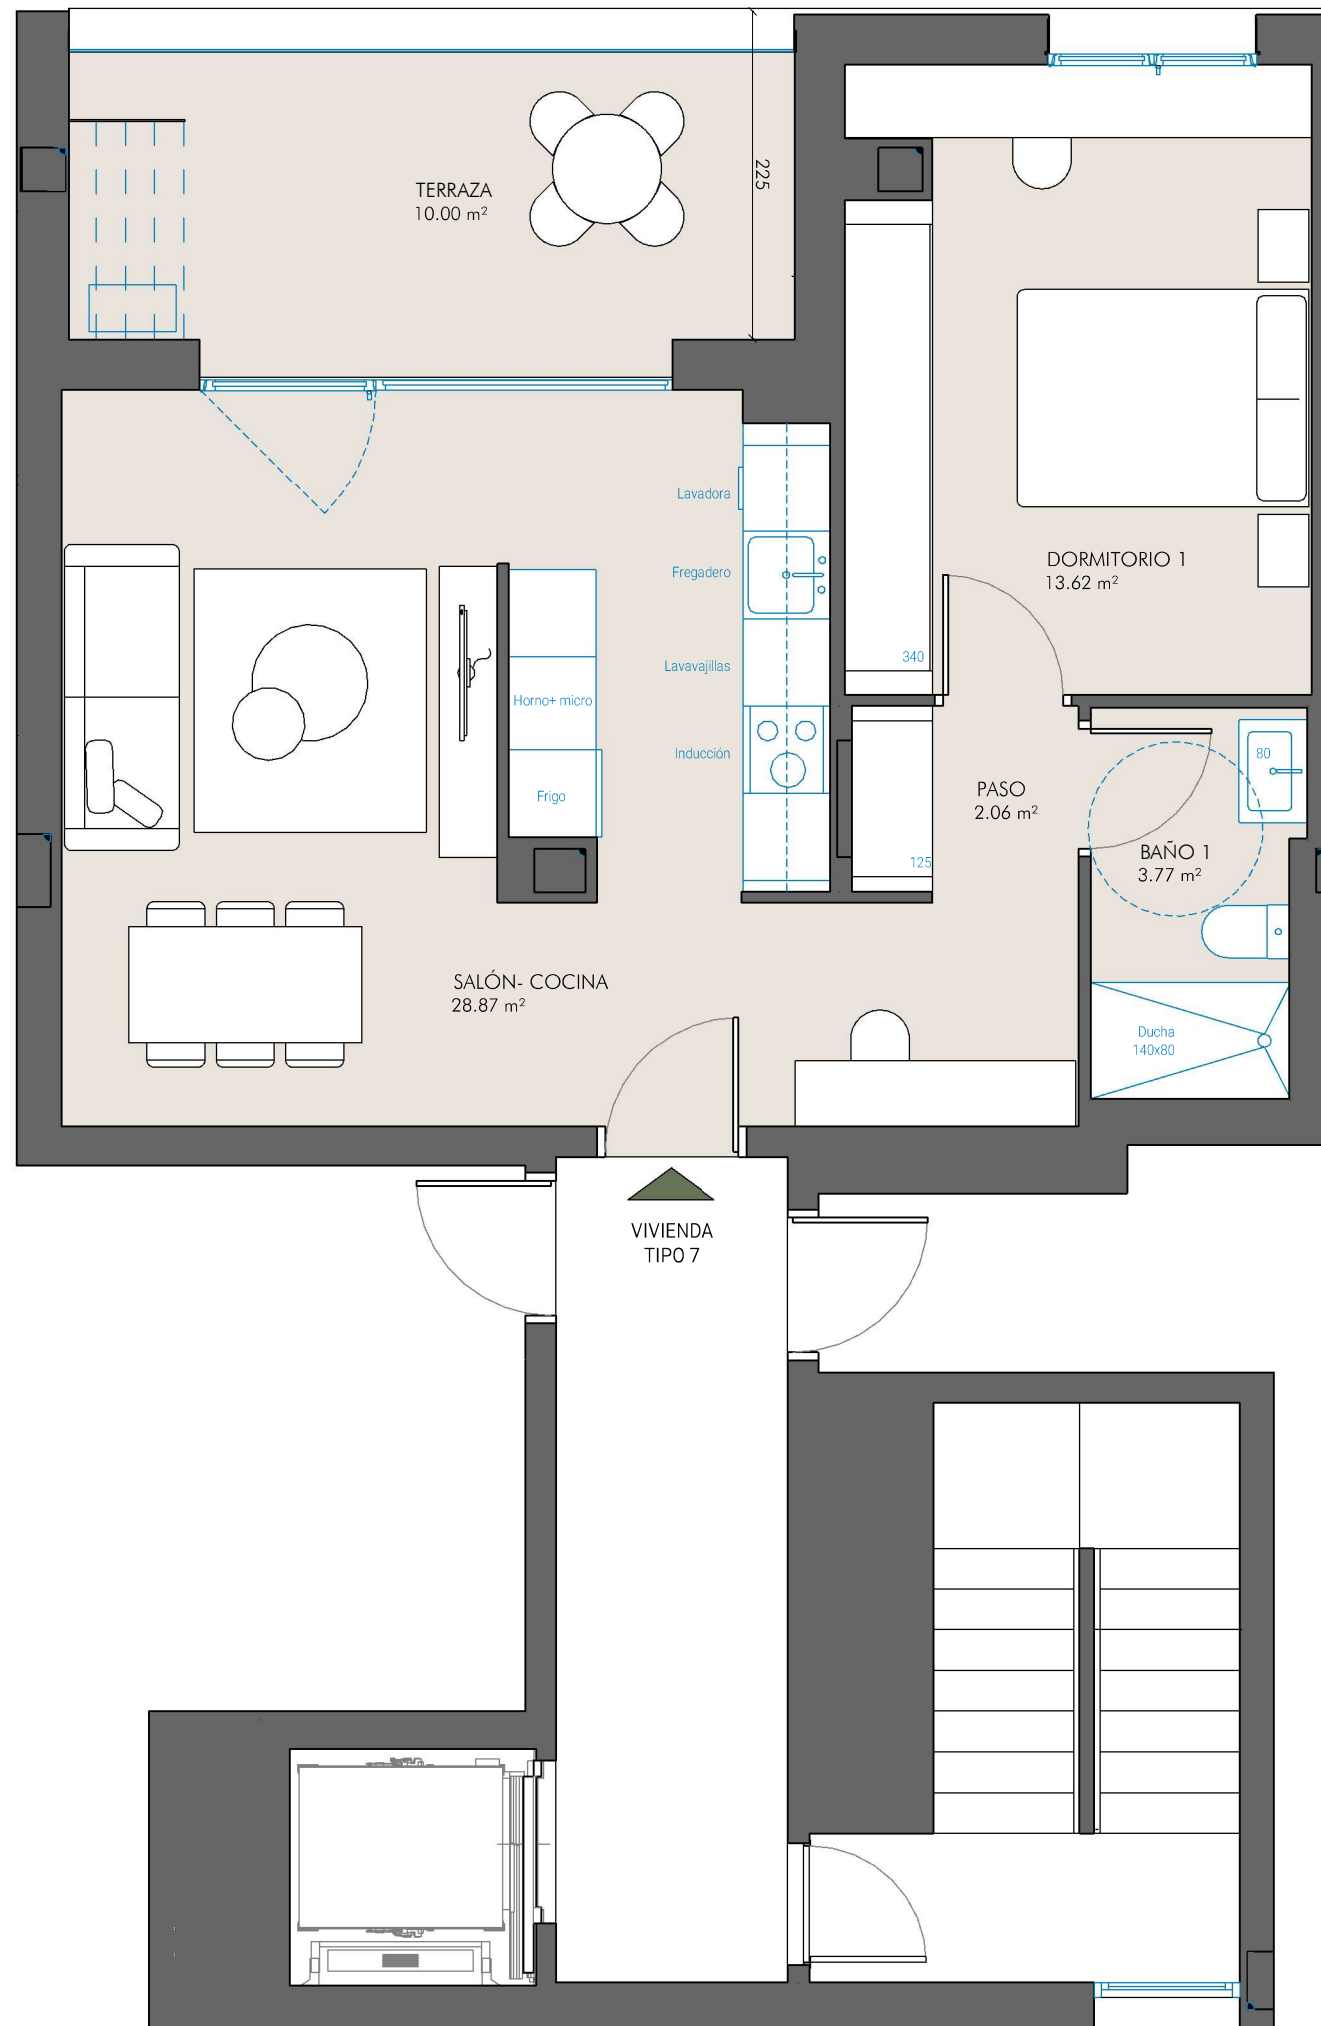 225
TERRAZA
10.00 m²
Lavadora
Fregadero
DORMITORIO 1
13.62 m²
Lavavajillas
340
Horno+ micro
Inducción
80
Frigo
PASO
2.06 m²
125
BAÑO 1
3.77 m²
SALÓN- COCINA
28.87 m²
Ducha
140x80
VIVIENDA
TIPO 7